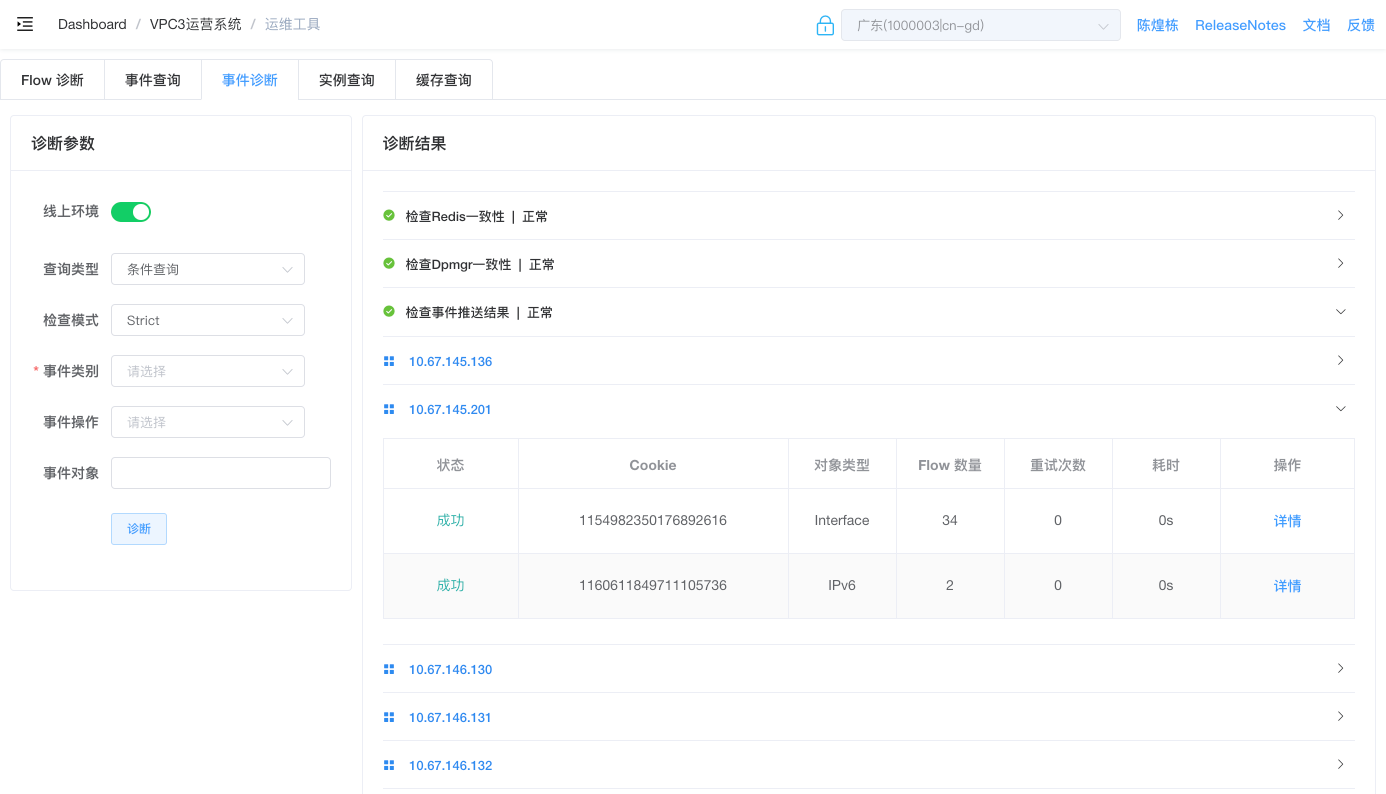 Dashboard / VPC3运营系统 / 运维工具
广东(1000003|cn-gd)
陈煌栋 ReleaseNotes 文档 反馈
Flow 诊断 事件查询 事件诊断 实例查询 缓存查询
诊断参数
线上环境
查询类型 条件查询
检查模式 Strict
* 事件类别 请选择
事件操作 请选择
事件对象
诊断
诊断结果
检查Redis一致性 | 正常
检查Dpmgr一致性 | 正常
检查事件推送结果 | 正常
10.67.145.136
10.67.145.201
状态 Cookie 对象类型 Flow 数量 重试次数 耗时 操作
成功 1154982350176892616 Interface 34 0 0s 详情
成功 1160611849711105736 IPv6 2 0 0s 详情
10.67.146.130
10.67.146.131
10.67.146.132